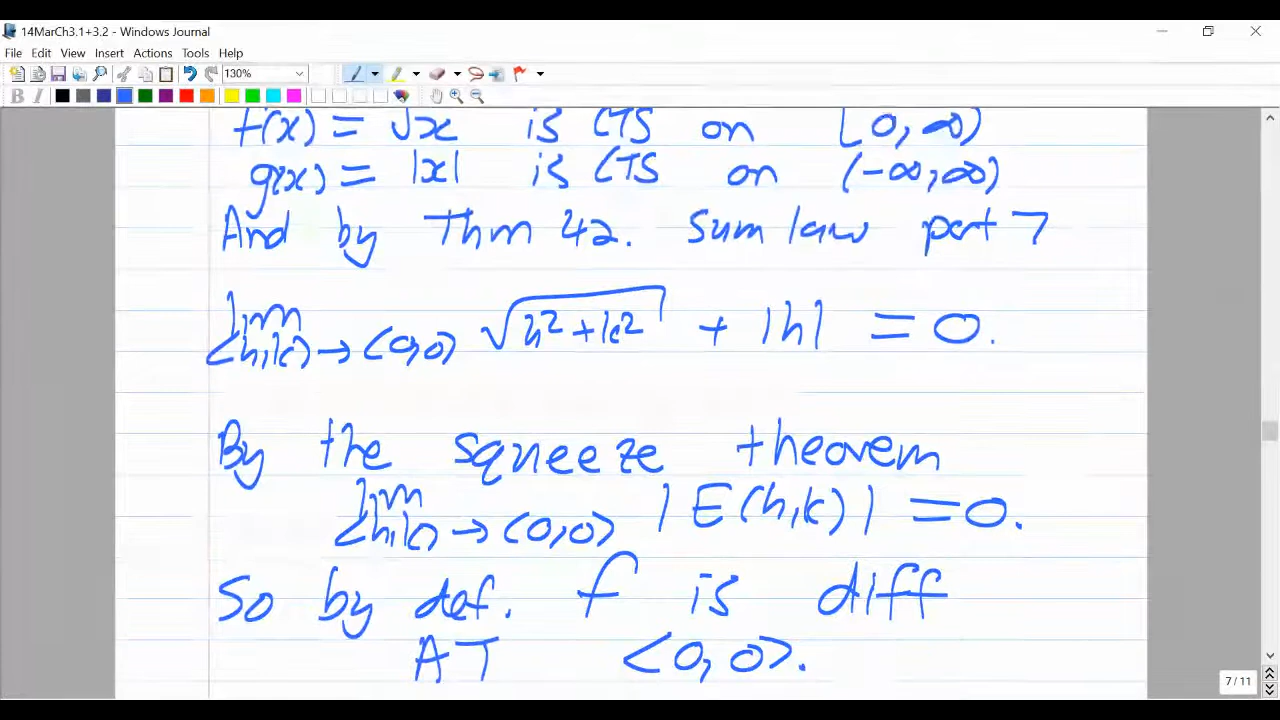 14MarCh3.1+3.2 - Windows Journal
File Edit View Insert Actions Tools Help
130%
B I
f(x) = √x is CTS on [0, ∞)
g(x) = |x| is CTS on (-∞, ∞)
And by Thm 42. Sum law part 7
lim √h²+k² + |h| = 0.
<h,k> → <0,0>
By the squeeze theorem
lim |E(h,k)| = 0.
<h,k> → <0,0>
So by def. f is diff
AT <0,0>.
7 / 11